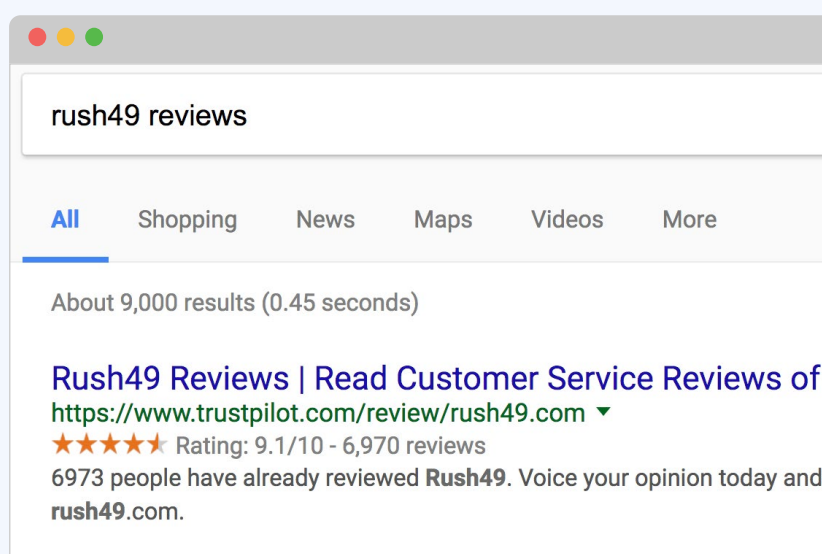 rush49 reviews
All Shopping News Maps Videos More
About 9,000 results (0.45 seconds)
Rush49 Reviews | Read Customer Service Reviews of
https://www.trustpilot.com/review/rush49.com
Rating: 9.1/10 - 6,970 reviews
6973 people have already reviewed Rush49. Voice your opinion today and
rush49.com.